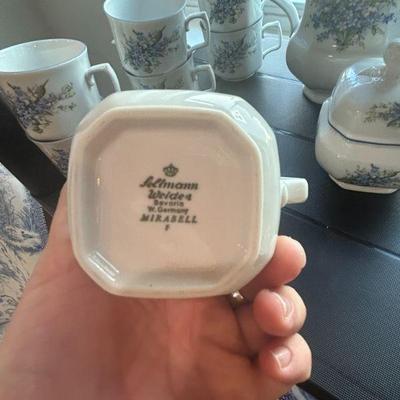 Seltmann
Weiden
Bavaria
W. Germany
MIRABELL